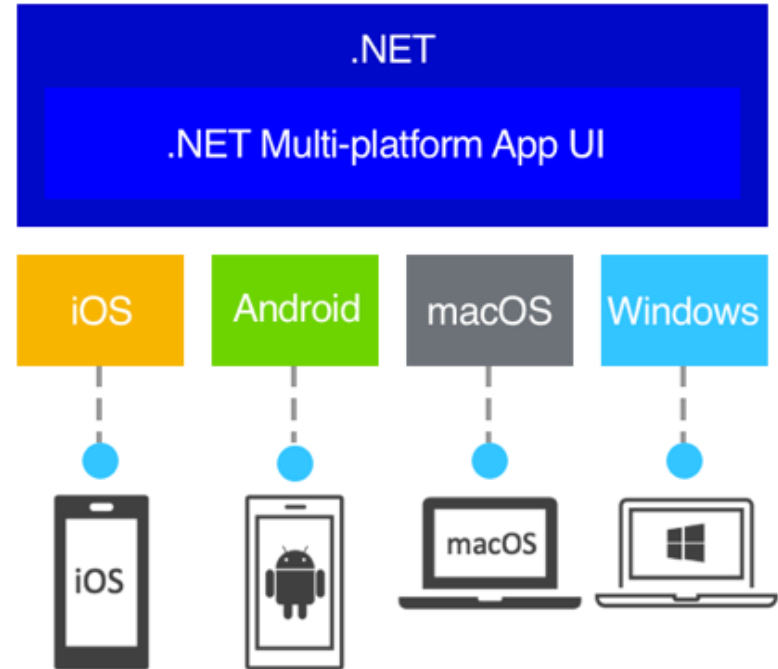 .NET
.NET Multi-platform App UI
iOS
Android
macOS
Windows
iOS
macOS